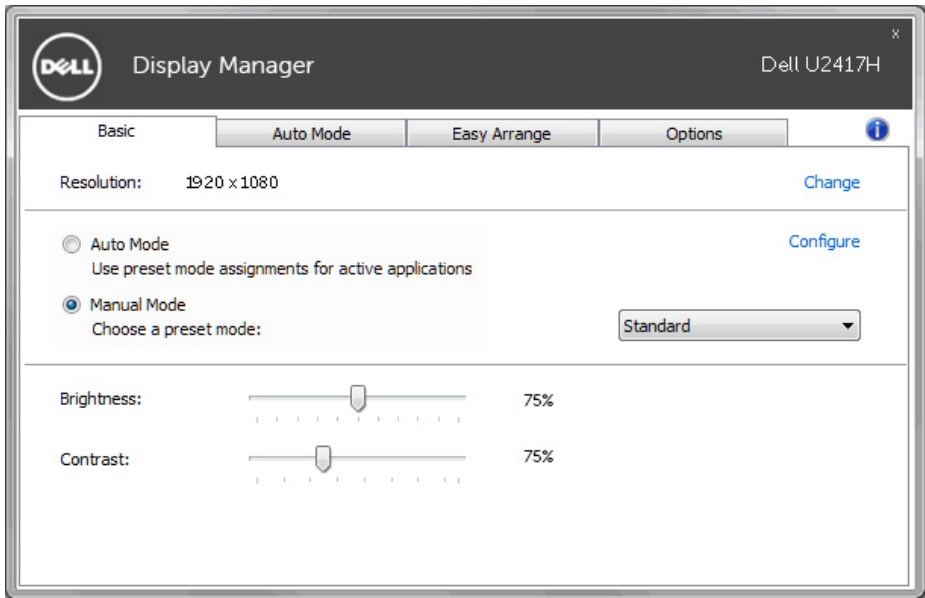 x
DELL Display Manager Dell U2417H
Basic Auto Mode Easy Arrange Options i
Resolution: 1920 x 1080 Change
Auto Mode Configure
Use preset mode assignments for active applications
Manual Mode
Choose a preset mode: Standard
Brightness: 75%
Contrast: 75%